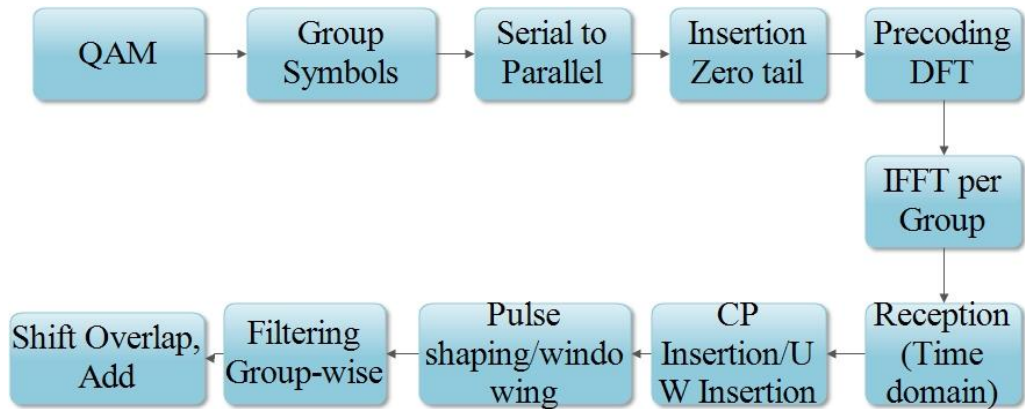 QAM
Group
Symbols
Serial to
Parallel
Insertion
Zero tail
Precoding
DFT
IFFT per
Group
Reception
(Time
domain)
CP
Insertion/U
W Insertion
Pulse
shaping/windo
wing
Filtering
Group-wise
Shift Overlap,
Add